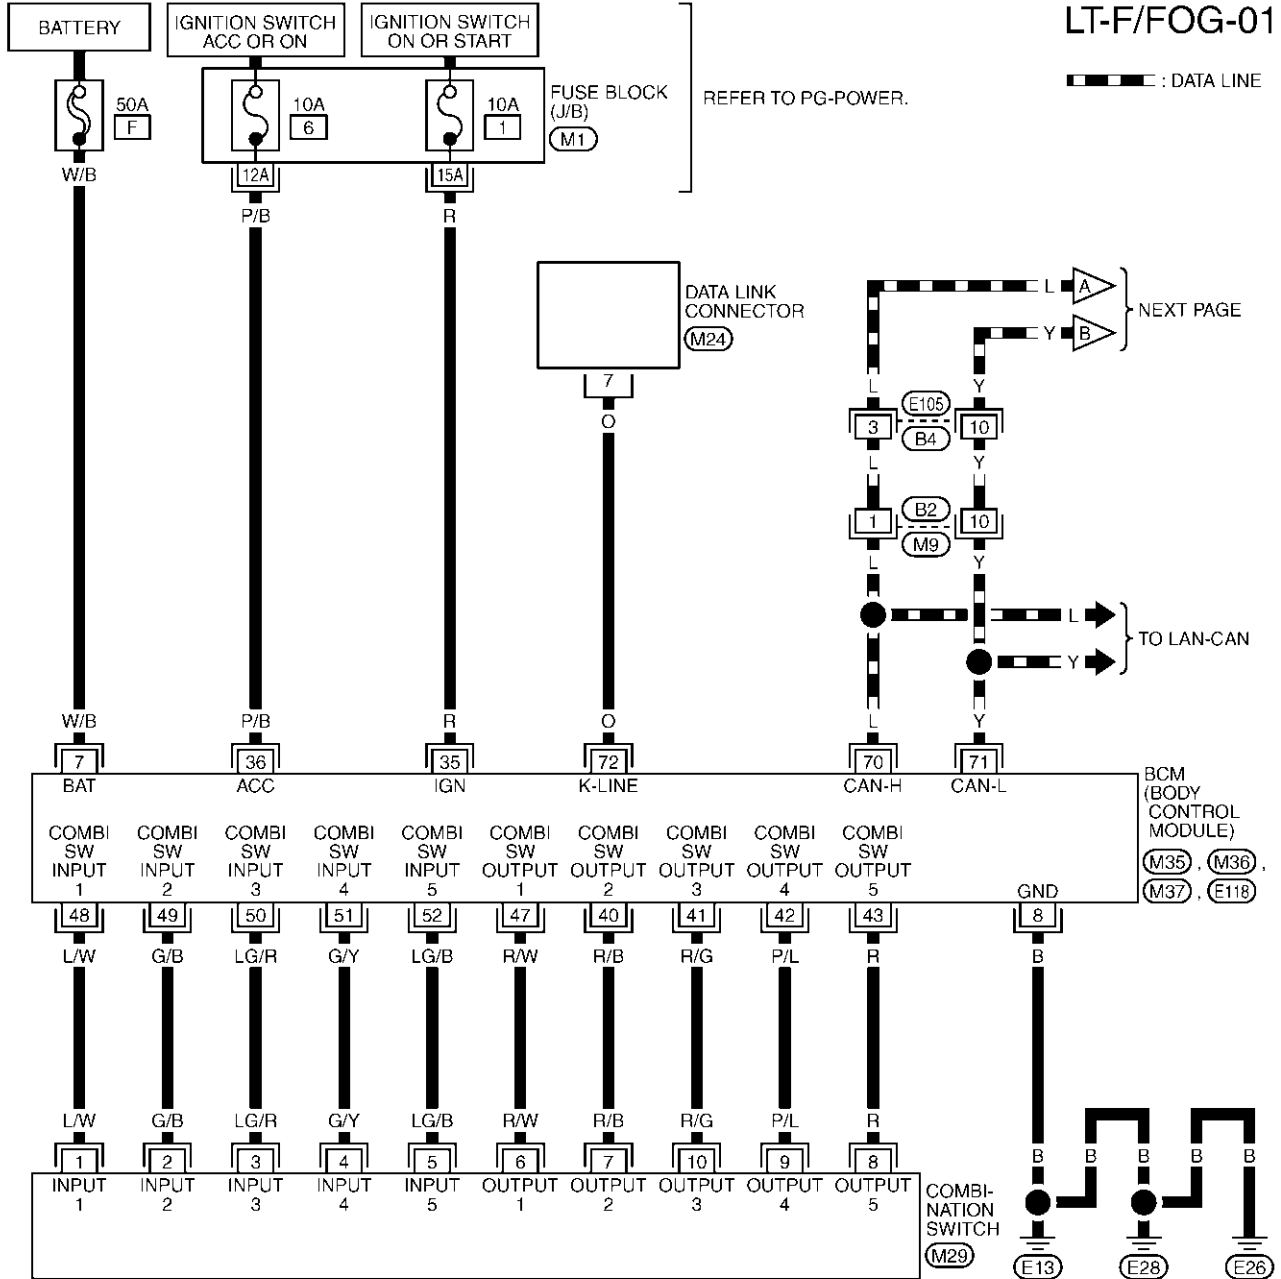 LT-F/FOG-01
BATTERY
IGNITION SWITCH
ACC OR ON
IGNITION SWITCH
ON OR START
: DATA LINE
50A
F
10A
6
10A
1
FUSE BLOCK
(J/B)
M1
REFER TO PG-POWER.
12A
15A
W/B
P/B
R
DATA LINK
CONNECTOR
M24
7
O
L
A
Y
B
NEXT PAGE
L
Y
3
E105
B4
10
L
Y
1
B2
M9
10
L
Y
L
Y
TO LAN-CAN
W/B
P/B
R
O
L
Y
7
36
35
72
70
71
BAT
ACC
IGN
K-LINE
CAN-H
CAN-L
BCM
(BODY
CONTROL
MODULE)
M35 , M36 ,
M37 , E118
COMBI COMBI COMBI COMBI COMBI COMBI COMBI COMBI COMBI COMBI
SW SW SW SW SW SW SW SW SW SW
INPUT INPUT INPUT INPUT INPUT OUTPUT OUTPUT OUTPUT OUTPUT OUTPUT
1 2 3 4 5 1 2 3 4 5
GND
48 49 50 51 52 47 40 41 42 43 8
L/W G/B LG/R G/Y LG/B R/W R/B R/G P/L R B
L/W G/B LG/R G/Y LG/B R/W R/B R/G P/L R
B B B B B
1 2 3 4 5 6 7 10 9 8
INPUT INPUT INPUT INPUT INPUT OUTPUT OUTPUT OUTPUT OUTPUT OUTPUT
1 2 3 4 5 1 2 3 4 5
COMBI-
NATION
SWITCH
M29
E13
E28
E26